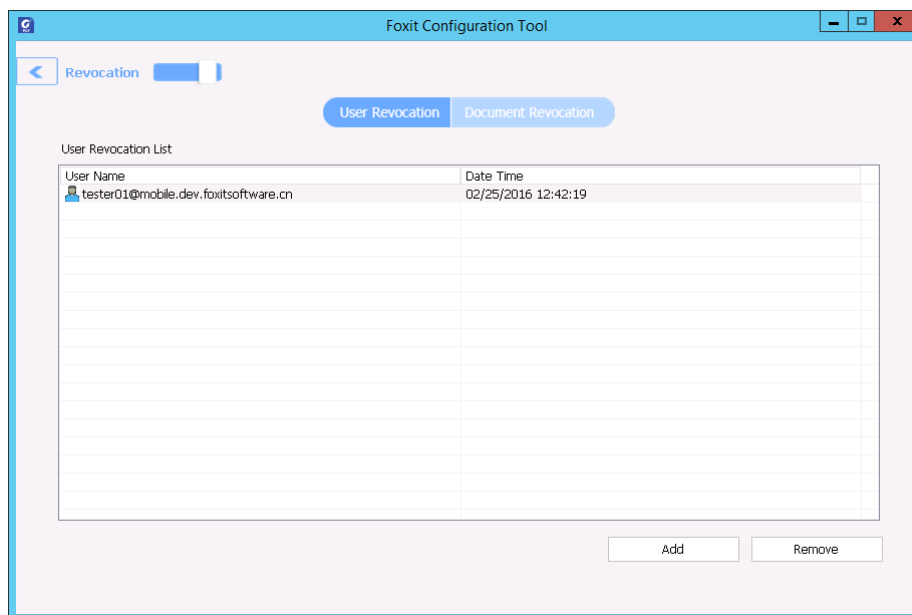 Foxit Configuration Tool
Revocation
User Revocation Document Revocation
User Revocation List
User Name Date Time
tester01@mobile.dev.foxitsoftware.cn 02/25/2016 12:42:19
Add Remove